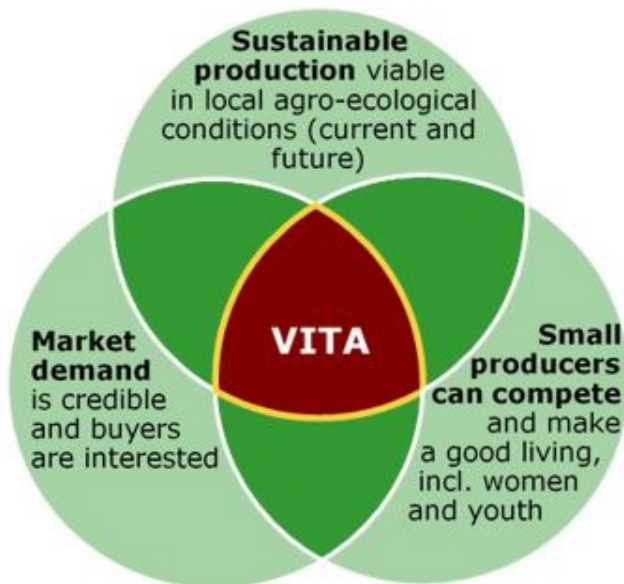 Sustainable
production viable
in local agro-ecological
conditions (current and
future)
VITA
Market
demand
is credible
and buyers
are interested
Small
producers
can compete
and make
a good living,
incl. women
and youth